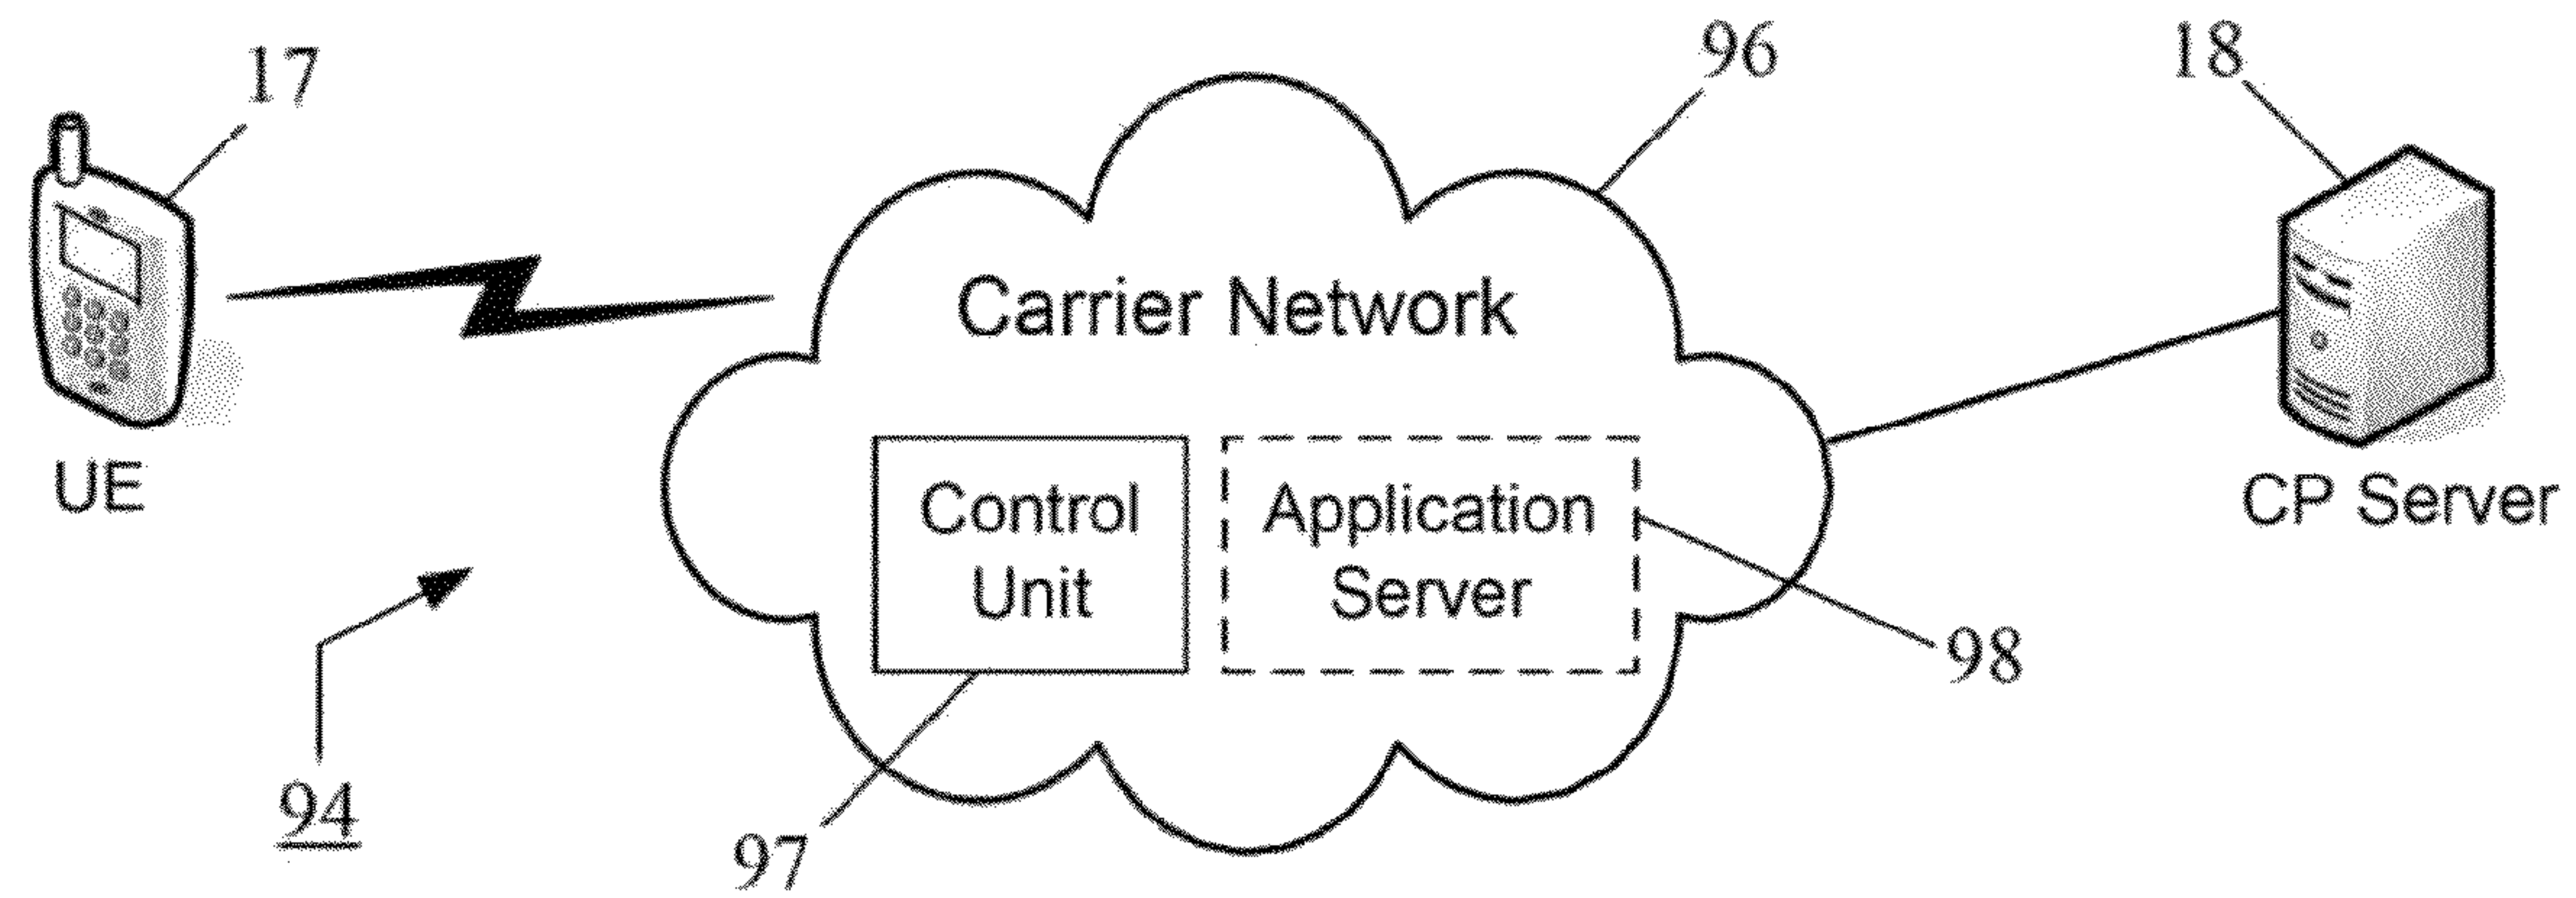 17
96
18
Carrier Network
UE
Control
Unit
Application
Server
CP Server
98
94
97